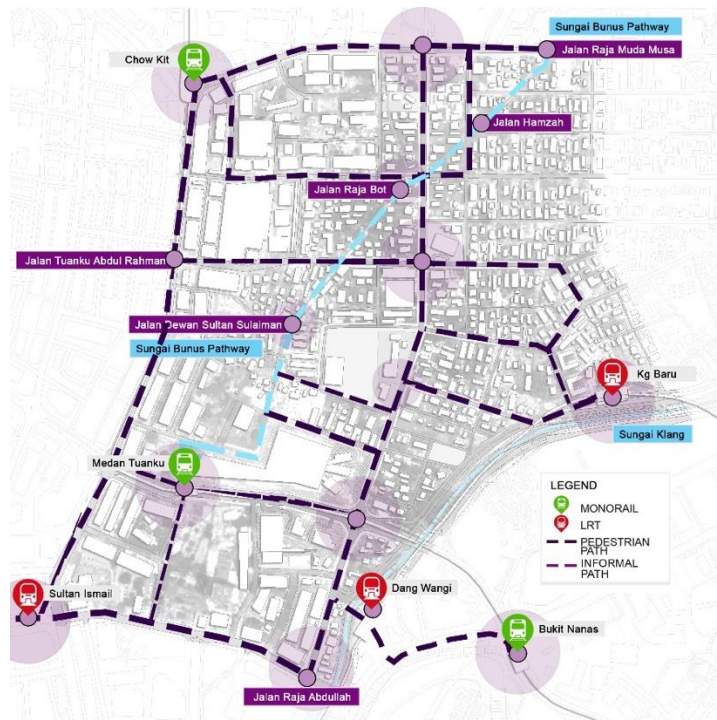 Sungai Bunus Pathway
Jalan Raja Muda Musa
Chow Kit
Jalan Hamzah
Jalan Raja Bot
Jalan Tuanku Abdul Rahman
Jalan Dewan Sultan Sulaiman
Sungai Bunus Pathway
Kg Baru
Sungai Klang
Medan Tuanku
LEGEND
MONORAIL
LRT
PEDESTRIAN
PATH
INFORMAL
PATH
Sultan Ismail
Dang Wangi
Bukit Nanas
Jalan Raja Abdullah